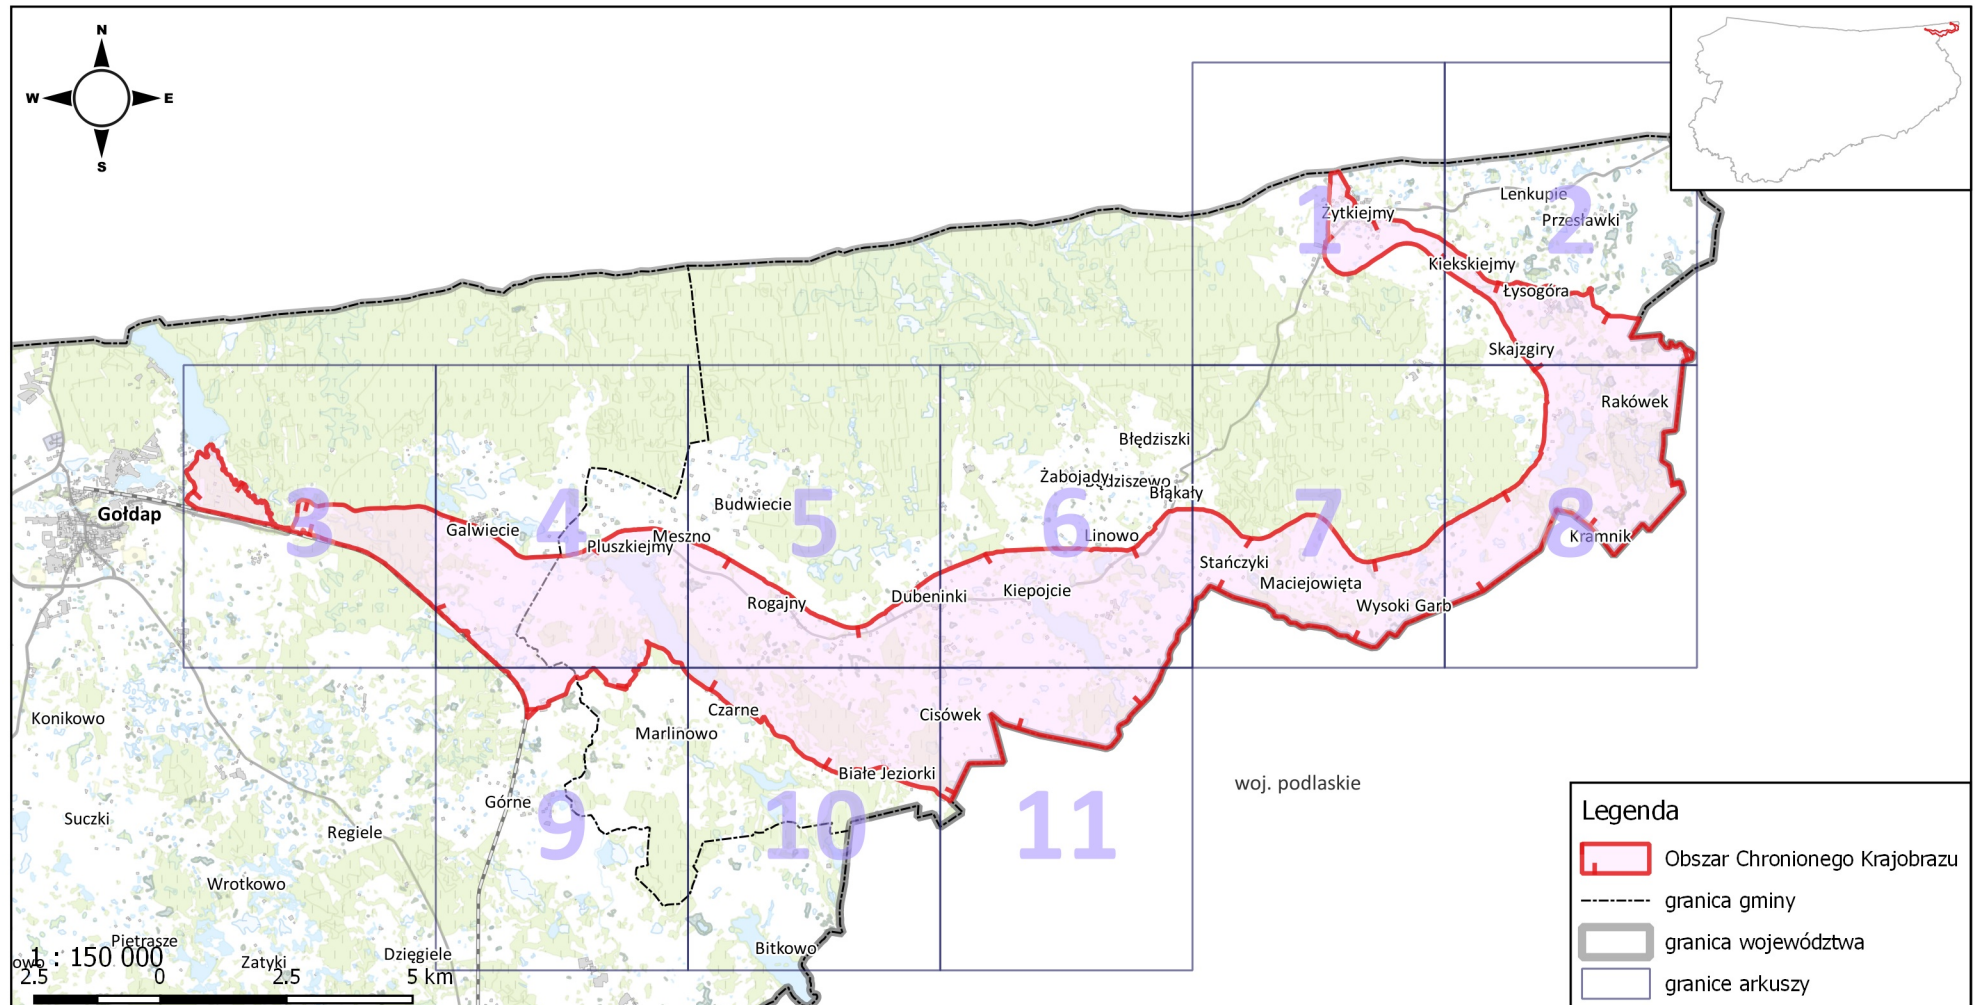 N
W E
S
1
2
Lenkupie
Żytkiejmy
Przesławki
Kiekskiejmy
Łysogóra
Skajzgiry
Rakówek
Błędziszki
Żabojady
Błąkały
Budwiecie
3
4
5
6
7
8
Gołdap
Galwiecie
Pluszkiejmy
Meszno
Linowo
Kramnik
Stańczyki
Maciejowięta
Rogajny
Dubeninki
Kiepojcie
Wysoki Garb
Konikowo
Czarne
Cisówek
Marlinowo
Białe Jeziorki
woj. podlaskie
Górne
Suczki
Regiele
9
10
11
Wrotkowo
Pietrasze
Zatyki
Dzięgiele
Bitkowo
1 : 150 000
2.5 0 2.5 5 km
Legenda
Obszar Chronionego Krajobrazu
granica gminy
granica województwa
granice arkuszy